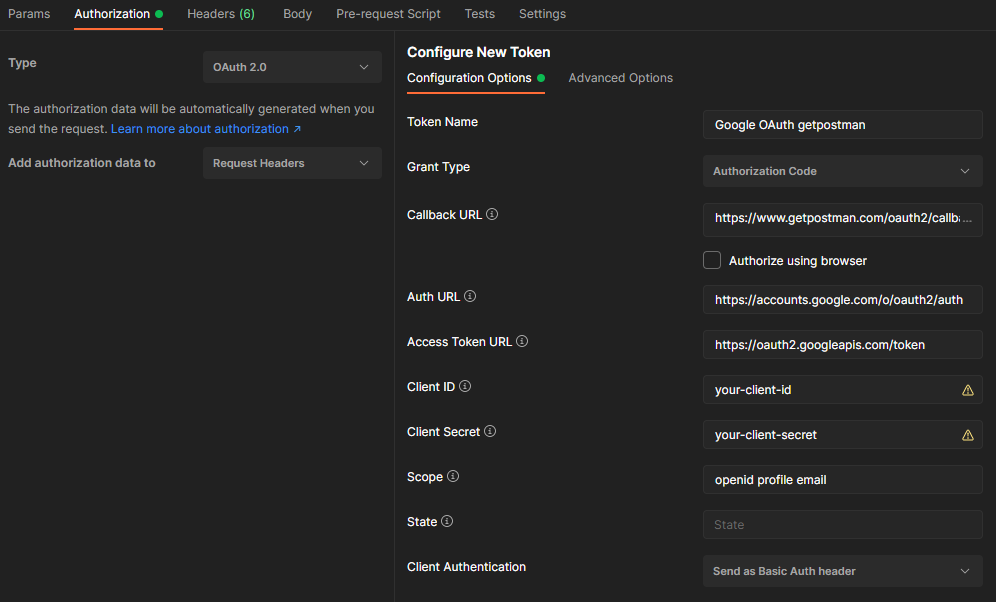 Params Authorization Headers (6) Body Pre-request Script Tests Settings
Type
OAuth 2.0
The authorization data will be automatically generated when you
send the request. Learn more about authorization ↗
Add authorization data to
Request Headers
Configure New Token
Configuration Options Advanced Options
Token Name
Google OAuth getpostman
Grant Type
Authorization Code
Callback URL
https://www.getpostman.com/oauth2/callba...
Authorize using browser
Auth URL
https://accounts.google.com/o/oauth2/auth
Access Token URL
https://oauth2.googleapis.com/token
Client ID
your-client-id
Client Secret
your-client-secret
Scope
openid profile email
State
State
Client Authentication
Send as Basic Auth header